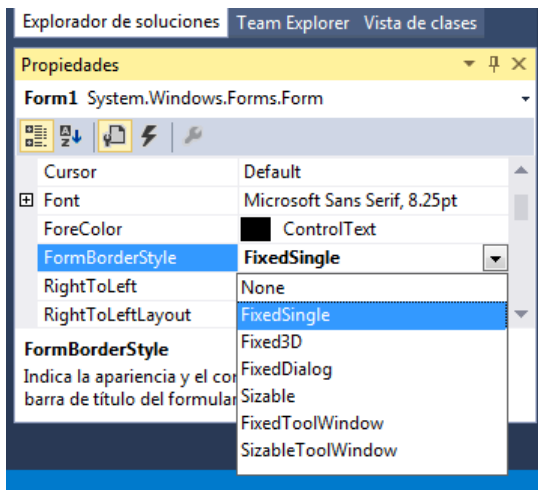 Explorador de soluciones Team Explorer Vista de clases
Propiedades
Form1 System.Windows.Forms.Form
Cursor Default
Font Microsoft Sans Serif, 8.25pt
ForeColor ControlText
FormBorderStyle FixedSingle
RightToLeft None
RightToLeftLayout FixedSingle
Fixed3D
FormBorderStyle
FixedDialog
Indica la apariencia y el cor
Sizable
barra de título del formular
FixedToolWindow
SizableToolWindow